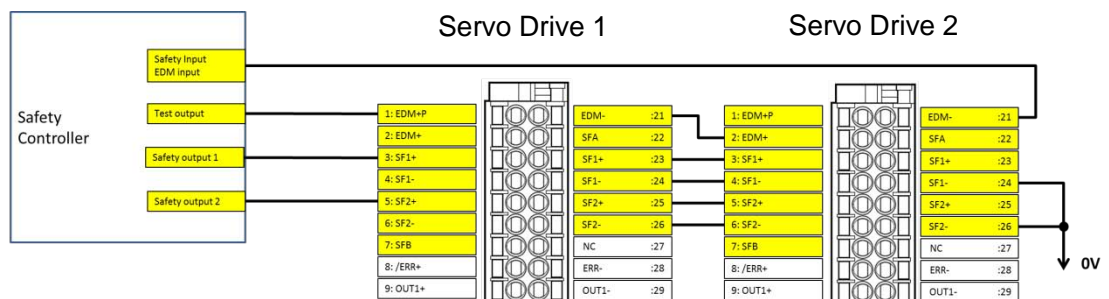 Servo Drive 1
Servo Drive 2
Safety
Controller
Safety Input
EDM input
Test output
Safety output 1
Safety output 2
1: EDM+P
2: EDM+
3: SF1+
4: SF1-
5: SF2+
6: SF2-
7: SFB
8: /ERR+
9: OUT1+
EDM- :21
SFA :22
SF1+ :23
SF1- :24
SF2+ :25
SF2- :26
NC :27
ERR- :28
OUT1- :29
1: EDM+P
2: EDM+
3: SF1+
4: SF1-
5: SF2+
6: SF2-
7: SFB
8: /ERR+
9: OUT1+
EDM- :21
SFA :22
SF1+ :23
SF1- :24
SF2+ :25
SF2- :26
NC :27
ERR- :28
OUT1- :29
0V